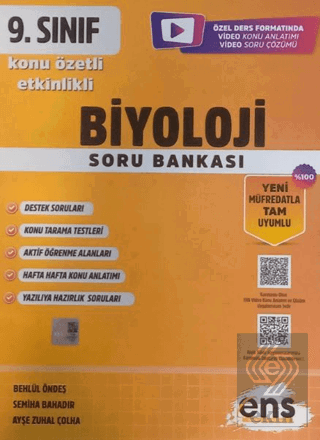 9. SINIF
konu özetli
etkinlikli
ÖZEL DERS FORMATINDA
VİDEO KONU ANLATIMI
VİDEO SORU ÇÖZÜMÜ
BİYOLOJİ
SORU BANKASI
%100
YENİ
MÜFREDATLA
TAM
UYUMLU
DESTEK SORULARI
KONU TARAMA TESTLERİ
AKTİF ÖĞRENME ALANLARI
HAFTA HAFTA KONU ANLATIMI
YAZILIYA HAZIRLIK SORULARI
BEHLÜL ÖNDEŞ
SEMİHA BAHADIR
AYŞE ZUHAL ÇOLHA
ens